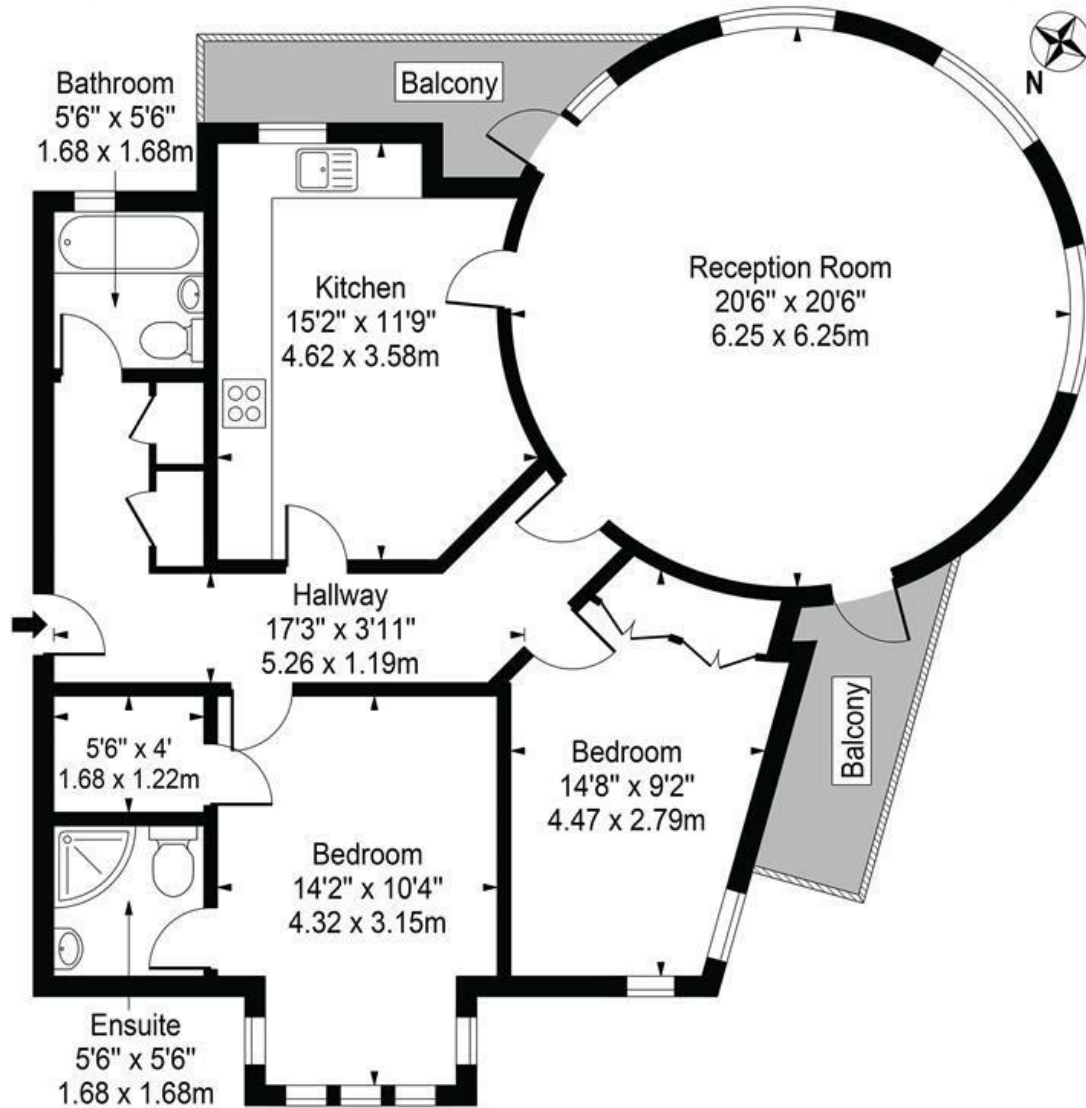 Bathroom
5'6" x 5'6"
1.68 x 1.68m
Balcony
N
Kitchen
15'2" x 11'9"
4.62 x 3.58m
Reception Room
20'6" x 20'6"
6.25 x 6.25m
Hallway
17'3" x 3'11"
5.26 x 1.19m
5'6" x 4'
1.68 x 1.22m
Bedroom
14'2" x 10'4"
4.32 x 3.15m
Bedroom
14'8" x 9'2"
4.47 x 2.79m
Balcony
Ensuite
5'6" x 5'6"
1.68 x 1.68m